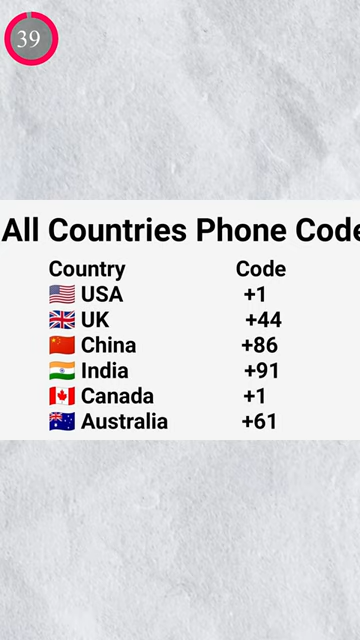 39
All Countries Phone Code
Country Code
USA +1
UK +44
China +86
India +91
Canada +1
Australia +61